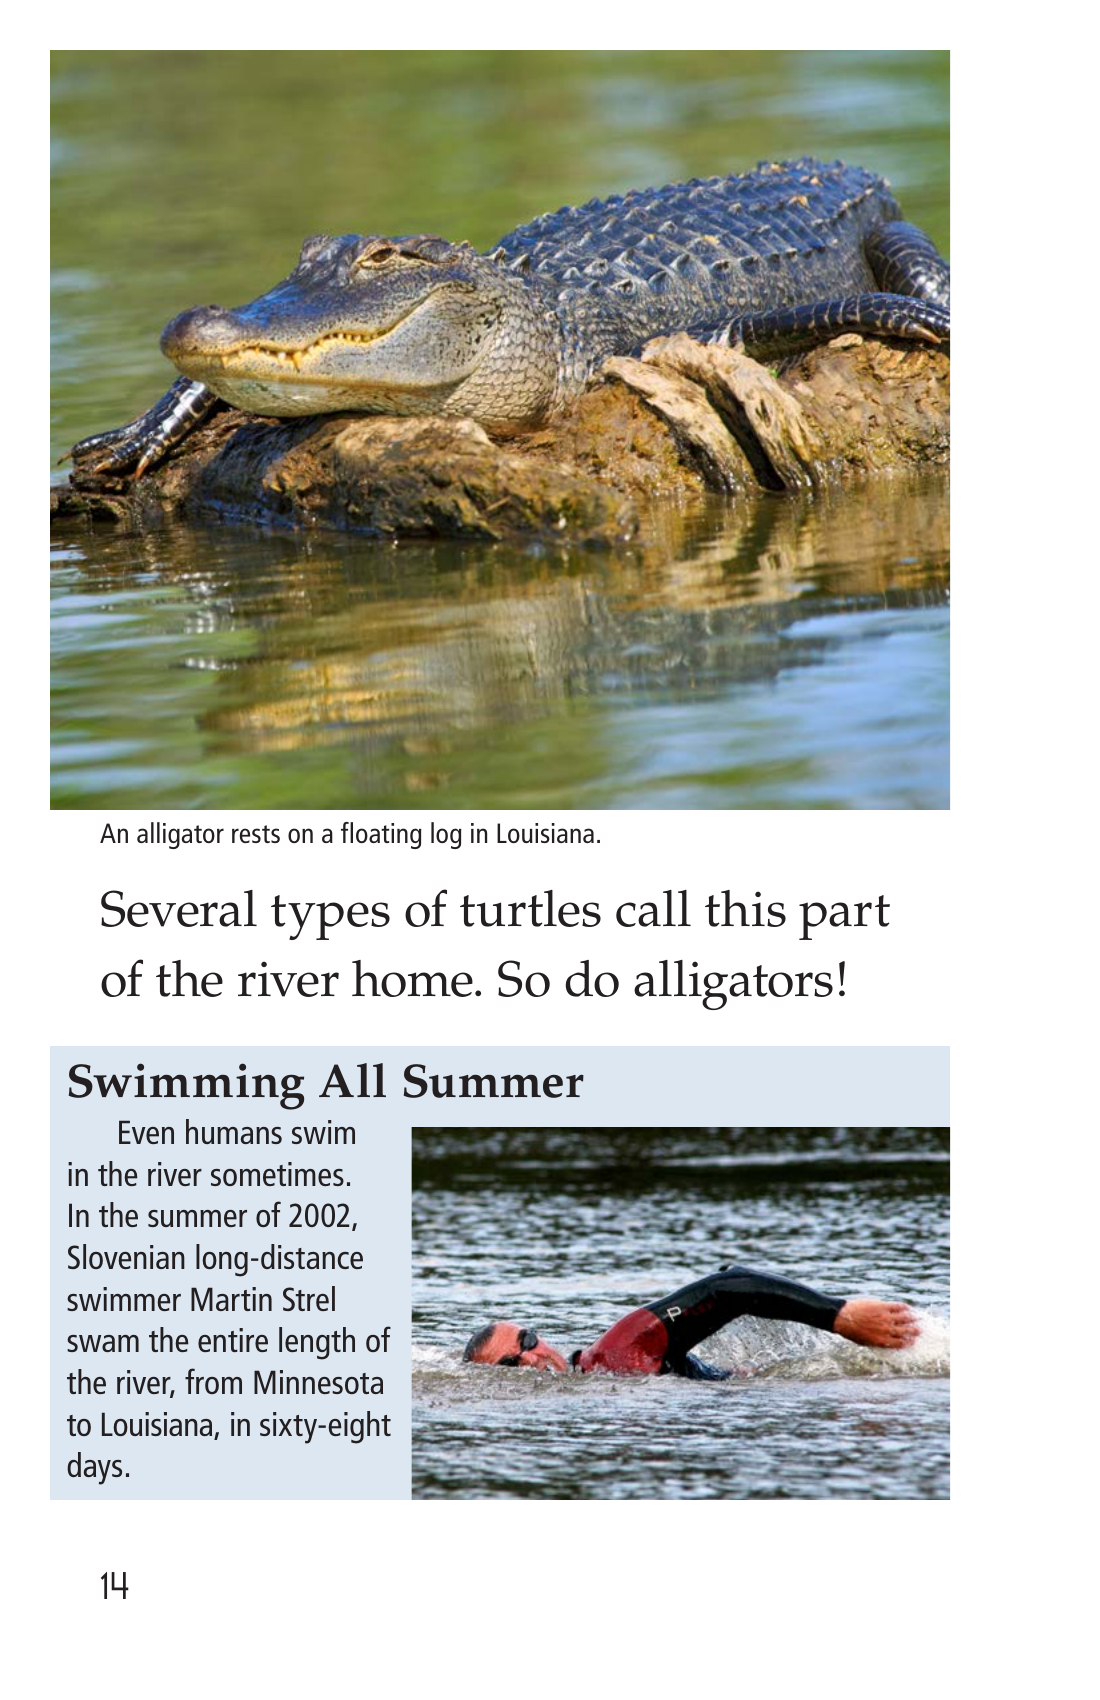 An alligator rests on a floating log in Louisiana.
Several types of turtles call this part
of the river home. So do alligators!
Swimming All Summer
Even humans swim
in the river sometimes.
In the summer of 2002,
Slovenian long-distance
swimmer Martin Strel
swam the entire length of
the river, from Minnesota
to Louisiana, in sixty-eight
days.
14